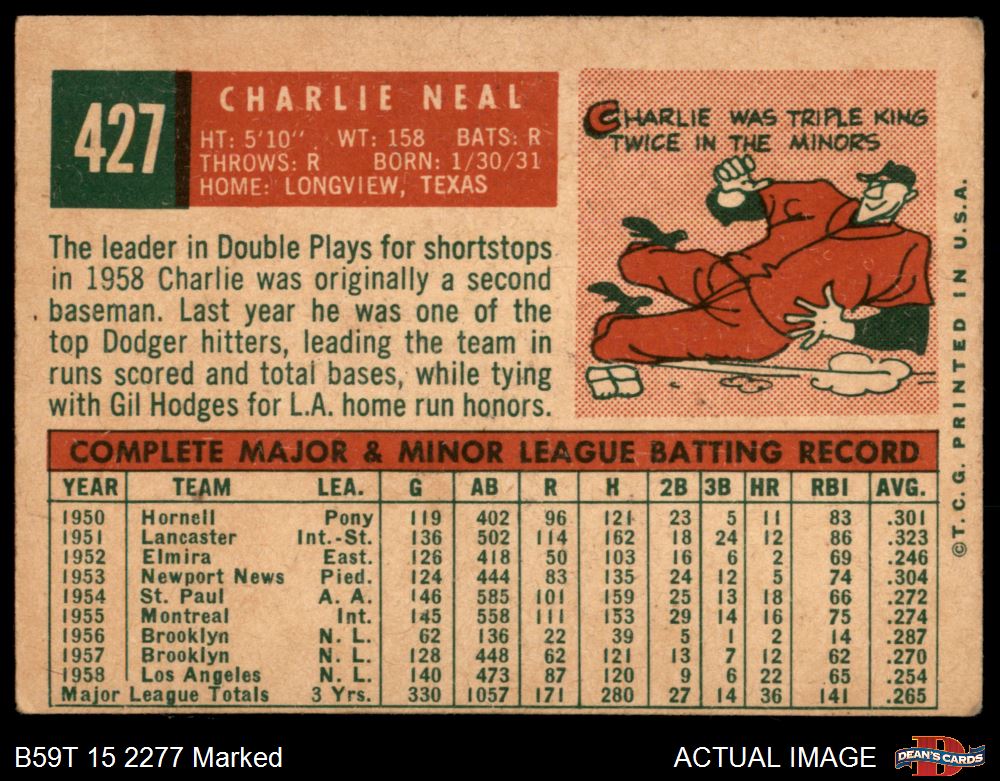 427
CHARLIE NEAL
HT: 5'10" WT: 158 BATS: R
THROWS: R BORN: 1/30/31
HOME: LONGVIEW, TEXAS
CHARLIE WAS TRIPLE KING
TWICE IN THE MINORS
The leader in Double Plays for shortstops
in 1958 Charlie was originally a second
baseman. Last year he was one of the
top Dodger hitters, leading the team in
runs scored and total bases, while tying
with Gil Hodges for L.A. home run honors.
©T. C. G. PRINTED IN U.S.A.
COMPLETE MAJOR & MINOR LEAGUE BATTING RECORD
YEAR TEAM LEA. G AB R H 2B 3B HR RBI AVG.
1950 Hornell Pony 119 402 96 121 23 5 11 83 .301
1951 Lancaster Int.-St. 136 502 114 162 18 24 12 86 .323
1952 Elmira East. 126 418 50 103 16 6 2 69 .246
1953 Newport News Pied. 124 444 83 135 24 12 5 74 .304
1954 St. Paul A. A. 146 585 101 159 25 13 18 66 .272
1955 Montreal Int. 145 558 111 153 29 14 16 75 .274
1956 Brooklyn N. L. 62 136 22 39 5 1 2 14 .287
1957 Brooklyn N. L. 128 448 62 121 13 7 12 62 .270
1958 Los Angeles N. L. 140 473 87 120 9 6 22 65 .254
Major League Totals 3 Yrs. 330 1057 171 280 27 14 36 141 .265
B59T 15 2277 Marked
ACTUAL IMAGE
D
DEAN'S CARDS